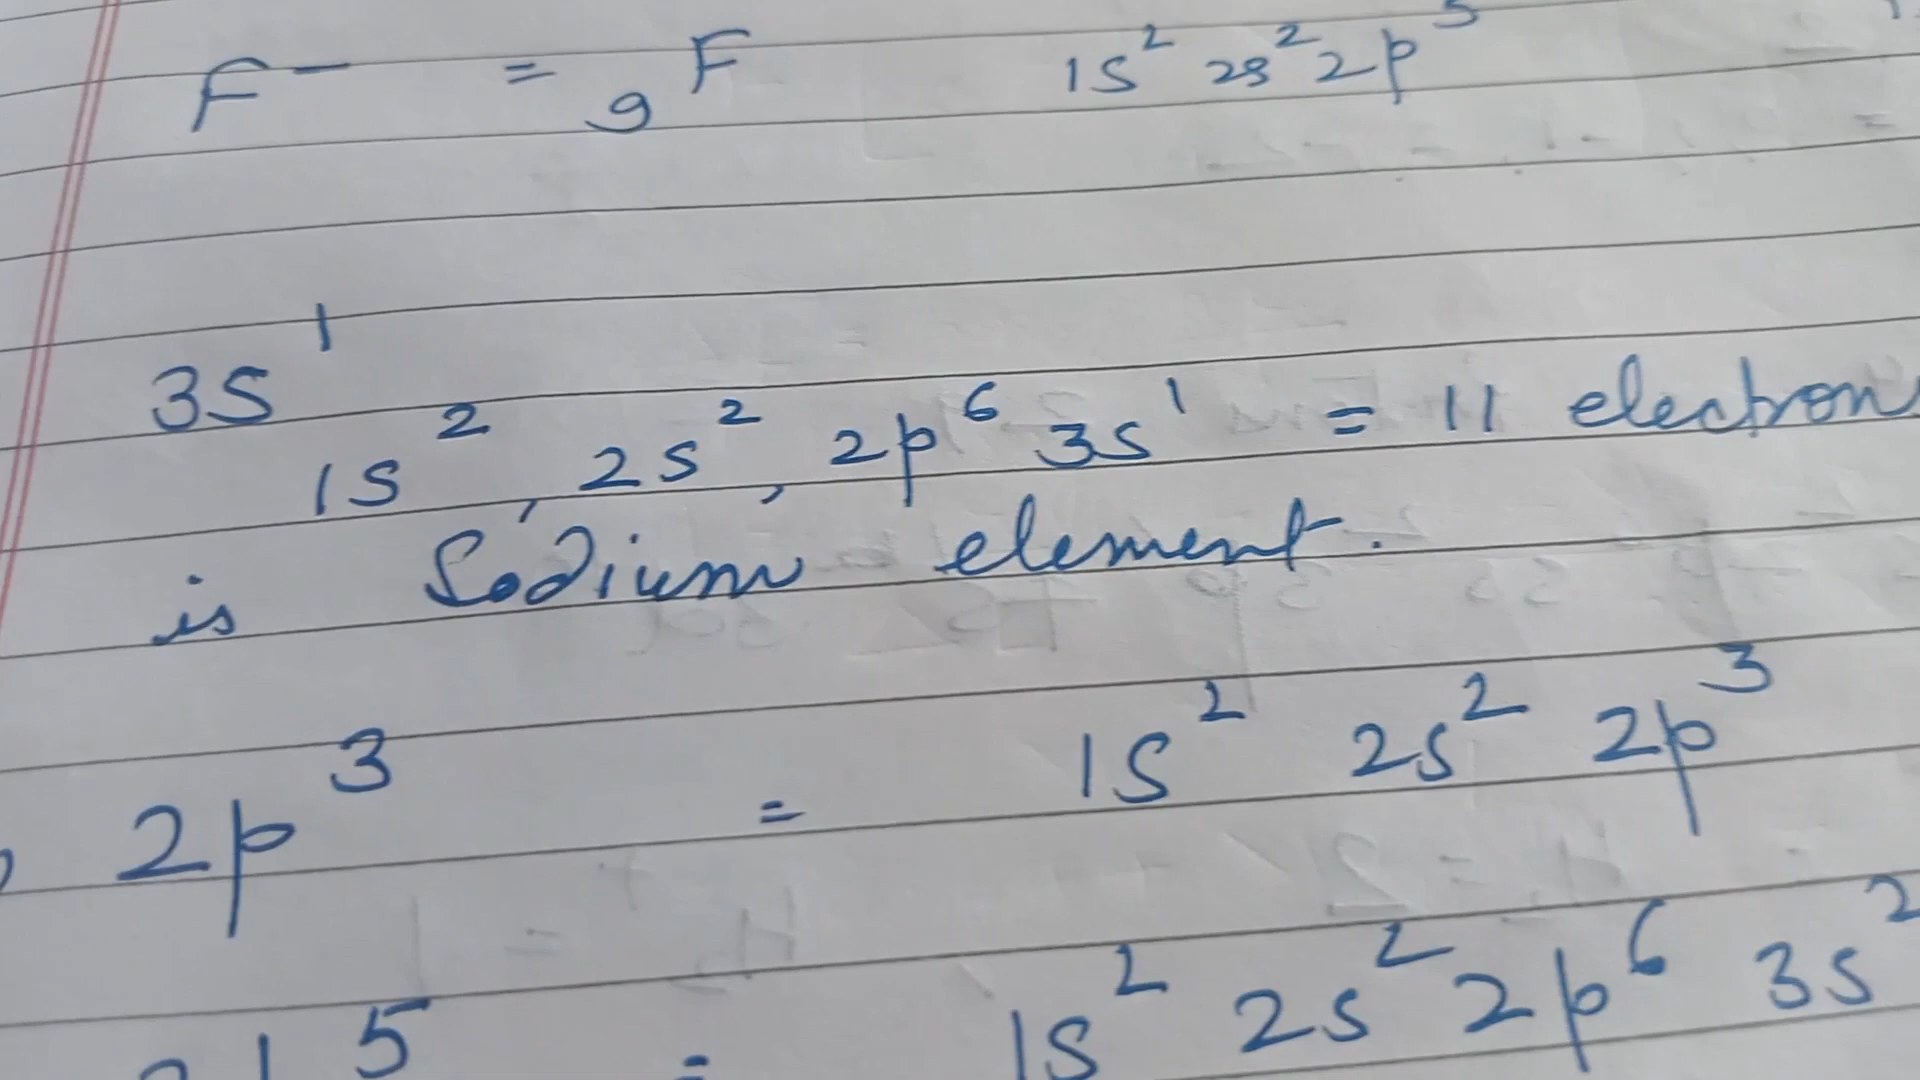 F⁻ = ₉F 1s² 2s² 2p⁵
3s¹
1s², 2s², 2p⁶ 3s¹ = 11 electron
is Sodium element.
2p³ = 1s² 2s² 2p³
5 = 1s² 2s² 2p⁶ 3s²